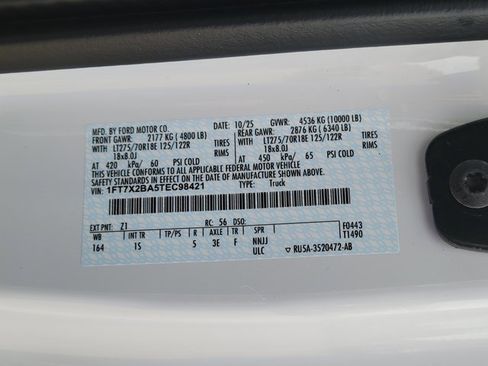 MFD. BY FORD MOTOR CO. 10/25 GVWR: 4536 KG (10000 LB)
FRONT GAWR: 2177 KG (4800 LB) REAR GAWR: 2876 KG (6340 LB)
WITH LT275/70R18E 125/122R TIRES WITH LT275/70R18E 125/122R TIRES
18x8.0J RIMS 18x8.0J RIMS
AT 420 kPa/ 60 PSI COLD AT 450 kPa/ 65 PSI COLD
THIS VEHICLE CONFORMS TO ALL APPLICABLE FEDERAL MOTOR VEHICLE
SAFETY STANDARDS IN EFFECT ON THE DATE OF MANUFACTURE SHOWN ABOVE.
VIN: 1FT7X2BA5TEC98421 TYPE: Truck
EXT PNT: Z1 RC: 56 DSO: F0443
WB INT TR TP/PS R AXLE TR SPR T1490
164 1S 5 3E F NNJJ
ULC RU5A-3520472-AB